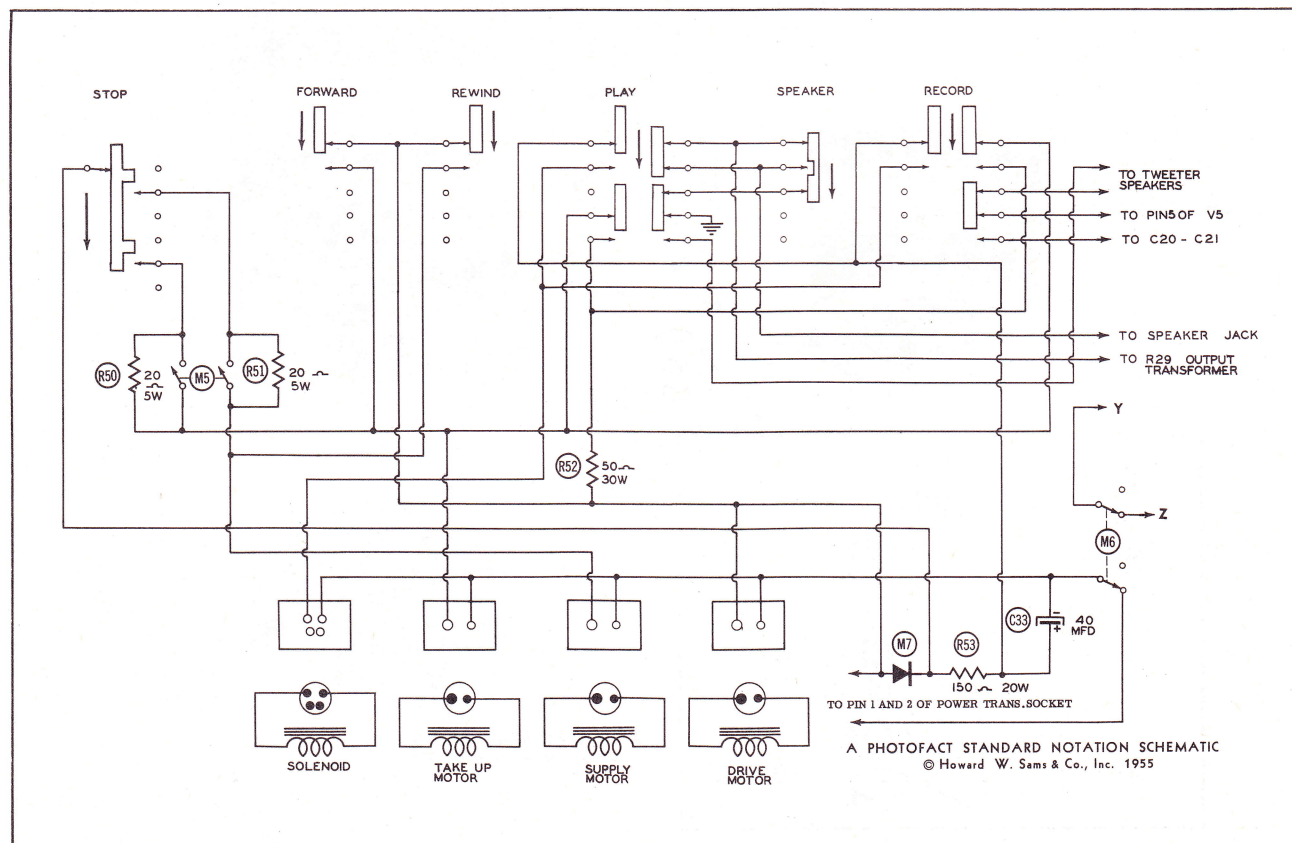 STOP
FORWARD
REWIND
PLAY
SPEAKER
RECORD
TO TWEETER
SPEAKERS
TO PIN5OF V5
TO C20 - C21
TO SPEAKER JACK
TO R29 OUTPUT
TRANSFORMER
R50
20 Ω
5W
M5
R51
20 Ω
5W
R52
50 Ω
30W
Y
Z
M6
C33
-
+
40
MFD
M7
R53
150 Ω 20W
TO PIN 1 AND 2 OF POWER TRANS.SOCKET
SOLENOID
TAKE UP
MOTOR
SUPPLY
MOTOR
DRIVE
MOTOR
A PHOTOFACT STANDARD NOTATION SCHEMATIC
© Howard W. Sams & Co., Inc. 1955